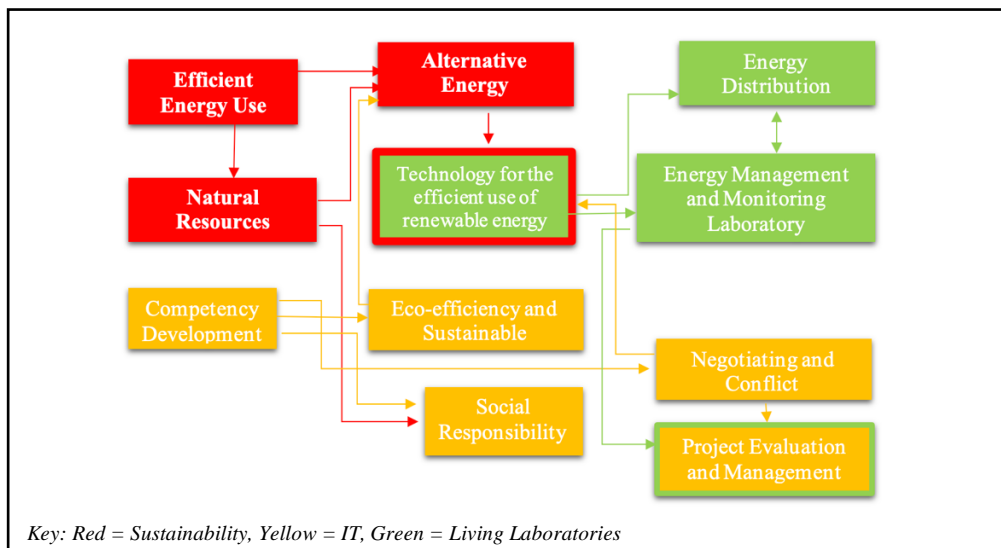 Efficient
Energy Use
Alternative
Energy
Energy
Distribution
Natural
Resources
Technology for the
efficient use of
renewable energy
Energy Management
and Monitoring
Laboratory
Competency
Development
Eco-efficiency and
Sustainable
Negotiating and
Conflict
Social
Responsibility
Project Evaluation
and Management
Key: Red = Sustainability, Yellow = IT, Green = Living Laboratories